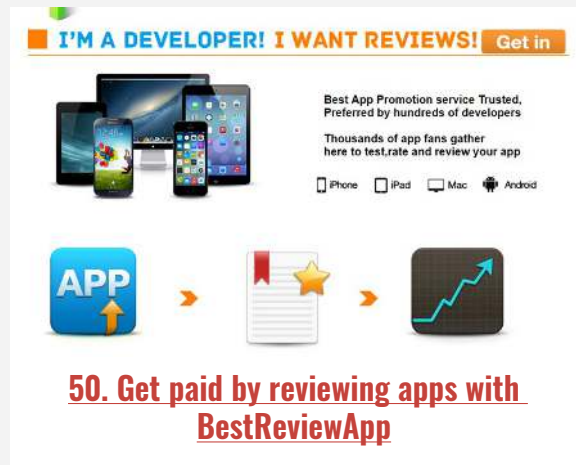 I'M A DEVELOPER! I WANT REVIEWS! Get in
Best App Promotion service Trusted,
Preferred by hundreds of developers
Thousands of app fans gather
here to test,rate and review your app
iPhone iPad Mac Android
APP
50. Get paid by reviewing apps with
BestReviewApp